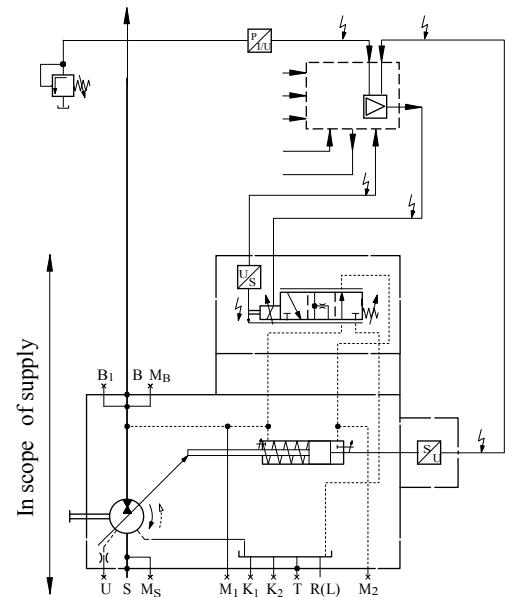 P
I/U
U
S
In scope of supply
B1 B MB
S
U
U S MS M1 K1 K2 T R(L) M2